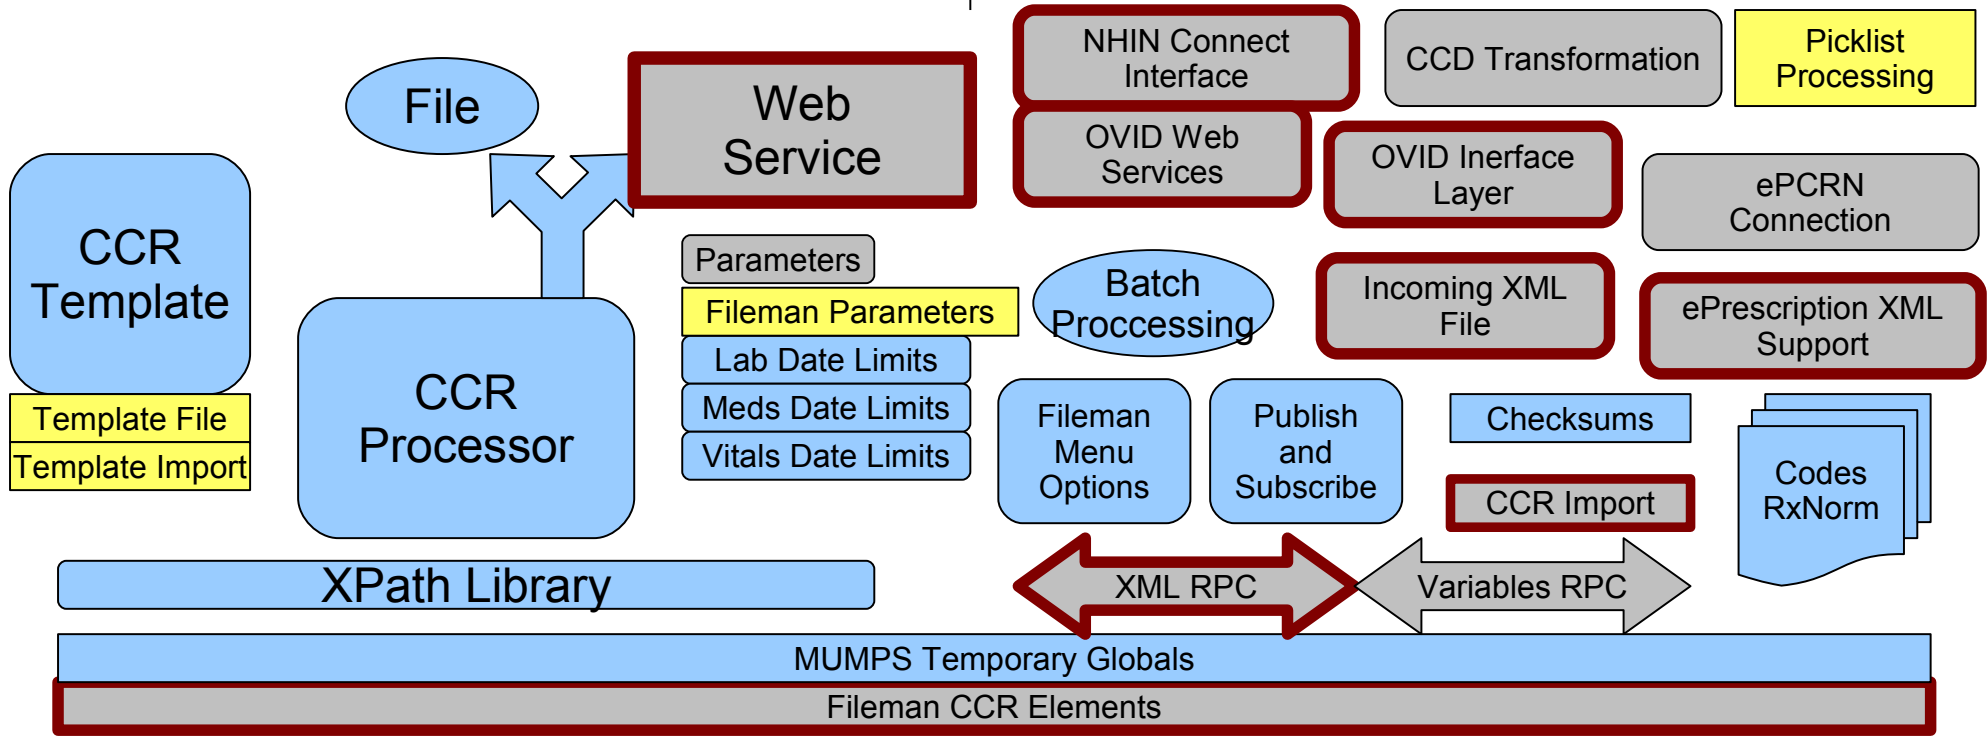 File
Web
Service
NHIN Connect
Interface
CCD Transformation
Picklist
Processing
OVID Web
Services
OVID Inerface
Layer
ePCRN
Connection
CCR
Template
Template File
Template Import
CCR
Processor
Parameters
Fileman Parameters
Lab Date Limits
Meds Date Limits
Vitals Date Limits
Batch
Proccessing
Incoming XML
File
ePrescription XML
Support
Fileman
Menu
Options
Publish
and
Subscribe
Checksums
CCR Import
Codes
RxNorm
XPath Library
XML RPC
Variables RPC
MUMPS Temporary Globals
Fileman CCR Elements